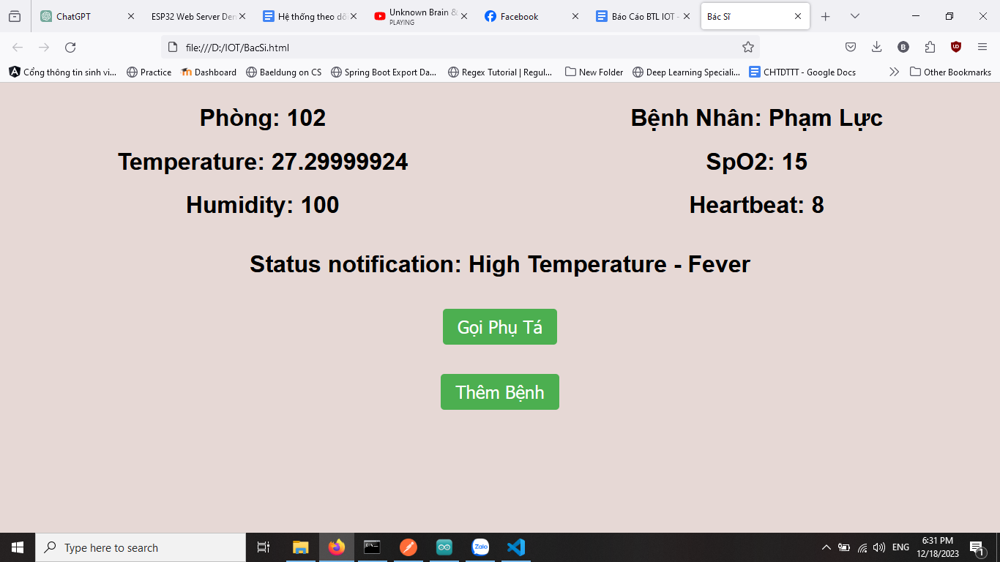 ChatGPT
ESP32 Web Server Der
Hệ thống theo dõ
Unknown Brain &
PLAYING
Facebook
Báo Cáo BTL IOT -
Bác Sĩ
file:///D:/IOT/BacSi.html
Cổng thông tin sinh vi...
Practice
Dashboard
Baeldung on CS
Spring Boot Export Da...
Regex Tutorial | Regul...
New Folder
Deep Learning Speciali...
CHTDTTT - Google Docs
Other Bookmarks
Phòng: 102
Bệnh Nhân: Phạm Lực
Temperature: 27.29999924
SpO2: 15
Humidity: 100
Heartbeat: 8
Status notification: High Temperature - Fever
Gọi Phụ Tá
Thêm Bệnh
Type here to search
Zalo
ENG
6:31 PM
12/18/2023
1